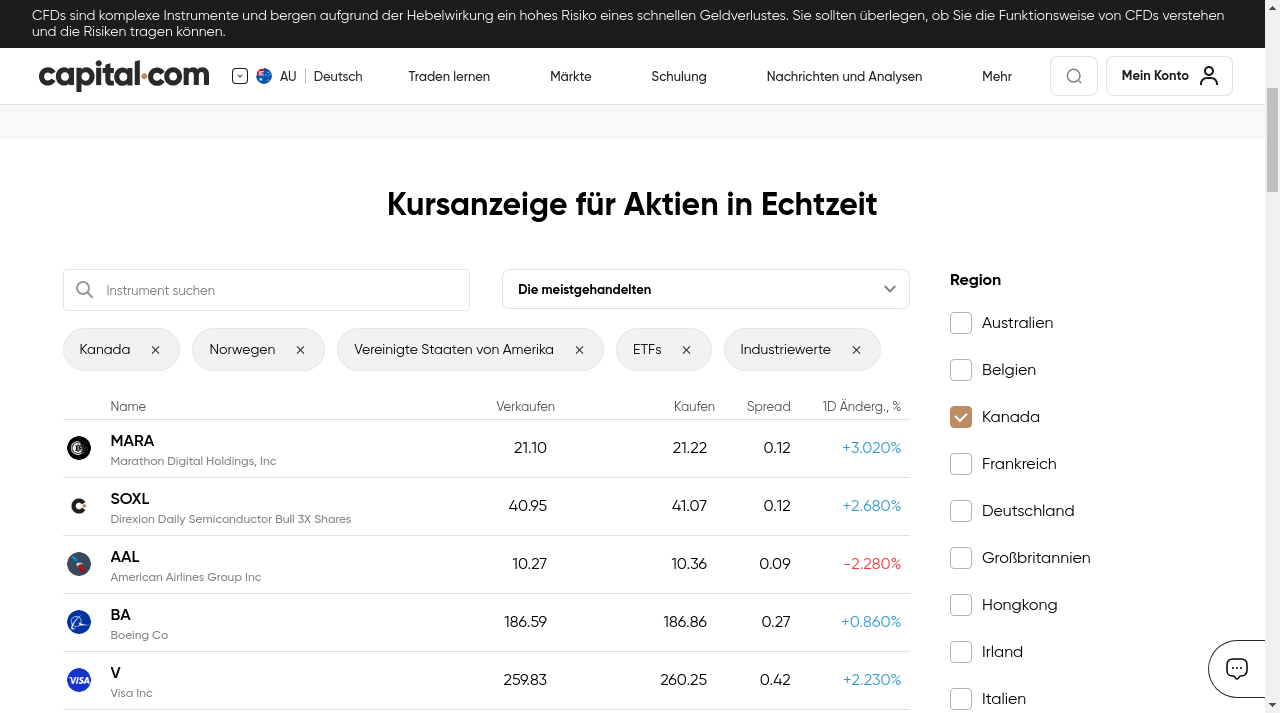 CFDs sind komplexe Instrumente und bergen aufgrund der Hebelwirkung ein hohes Risiko eines schnellen Geldverlustes. Sie sollten überlegen, ob Sie die Funktionsweise von CFDs verstehen
und die Risiken tragen können.
capital.com AU Deutsch Traden lernen Märkte Schulung Nachrichten und Analysen Mehr Mein Konto
Kursanzeige für Aktien in Echtzeit
Instrument suchen
Die meistgehandelten
Kanada Norwegen Vereinigte Staaten von Amerika ETFs Industriewerte
Name Verkaufen Kaufen Spread 1D Änderg., %
MARA 21.10 21.22 0.12 +3.020%
Marathon Digital Holdings, Inc
SOXL 40.95 41.07 0.12 +2.680%
Direxion Daily Semiconductor Bull 3X Shares
AAL 10.27 10.36 0.09 -2.280%
American Airlines Group Inc
BA 186.59 186.86 0.27 +0.860%
Boeing Co
VISA V 259.83 260.25 0.42 +2.230%
Visa Inc
Region
Australien
Belgien
Kanada
Frankreich
Deutschland
Großbritannien
Hongkong
Irland
Italien